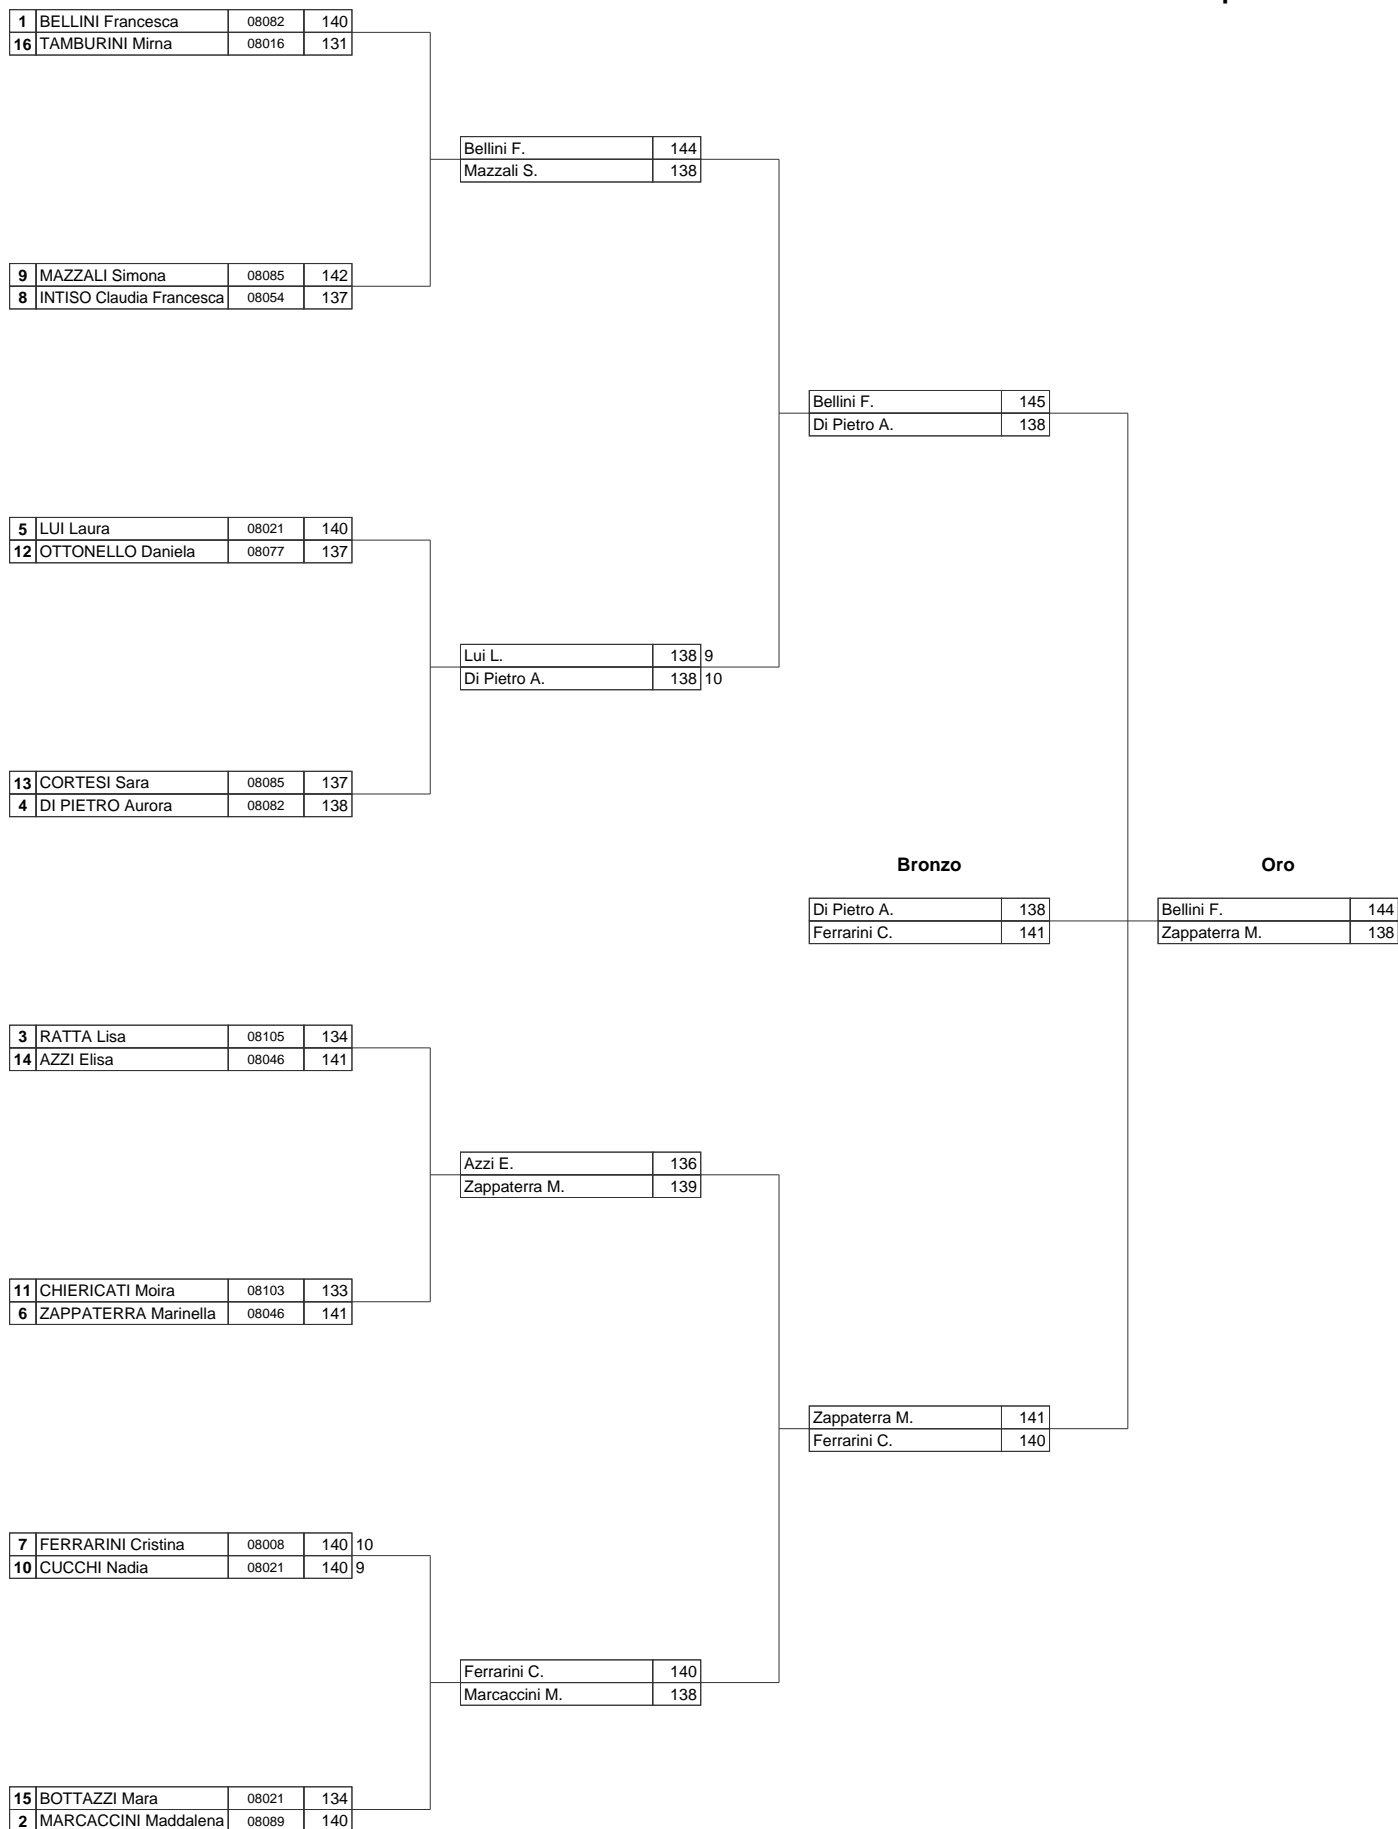 1 BELLINI Francesca 08082 140
16 TAMBURINI Mirna 08016 131
Bellini F. 144
Mazzali S. 138
9 MAZZALI Simona 08085 142
8 INTISO Claudia Francesca 08054 137
Bellini F. 145
Di Pietro A. 138
5 LUI Laura 08021 140
12 OTTONELLO Daniela 08077 137
Lui L. 138 9
Di Pietro A. 138 10
13 CORTESI Sara 08085 137
4 DI PIETRO Aurora 08082 138
Bronzo Oro
Di Pietro A. 138 Bellini F. 144
Ferrarini C. 141 Zappaterra M. 138
3 RATTA Lisa 08105 134
14 AZZI Elisa 08046 141
Azzi E. 136
Zappaterra M. 139
11 CHIERICATI Moira 08103 133
6 ZAPPATERRA Marinella 08046 141
Zappaterra M. 141
Ferrarini C. 140
7 FERRARINI Cristina 08008 140 10
10 CUCCHI Nadia 08021 140 9
Ferrarini C. 140
Marcaccini M. 138
15 BOTTAZZI Mara 08021 134
2 MARCACCINI Maddalena 08089 140